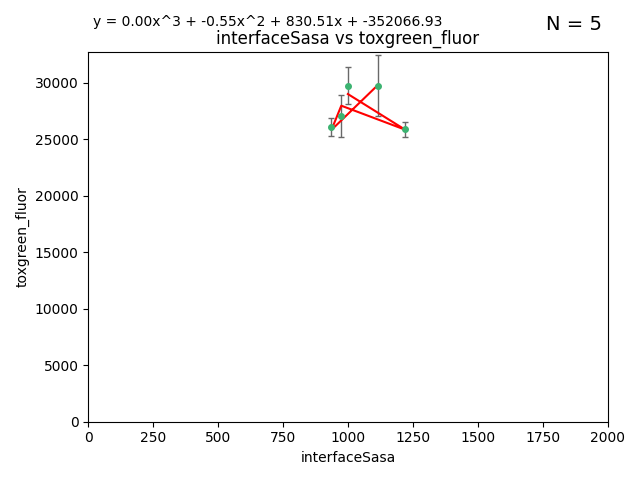 y = 0.00x^3 + -0.55x^2 + 830.51x + -352066.93
N = 5
interfaceSasa vs toxgreen_fluor
30000
25000
20000
15000
10000
5000
0
toxgreen_fluor
0 250 500 750 1000 1250 1500 1750 2000
interfaceSasa